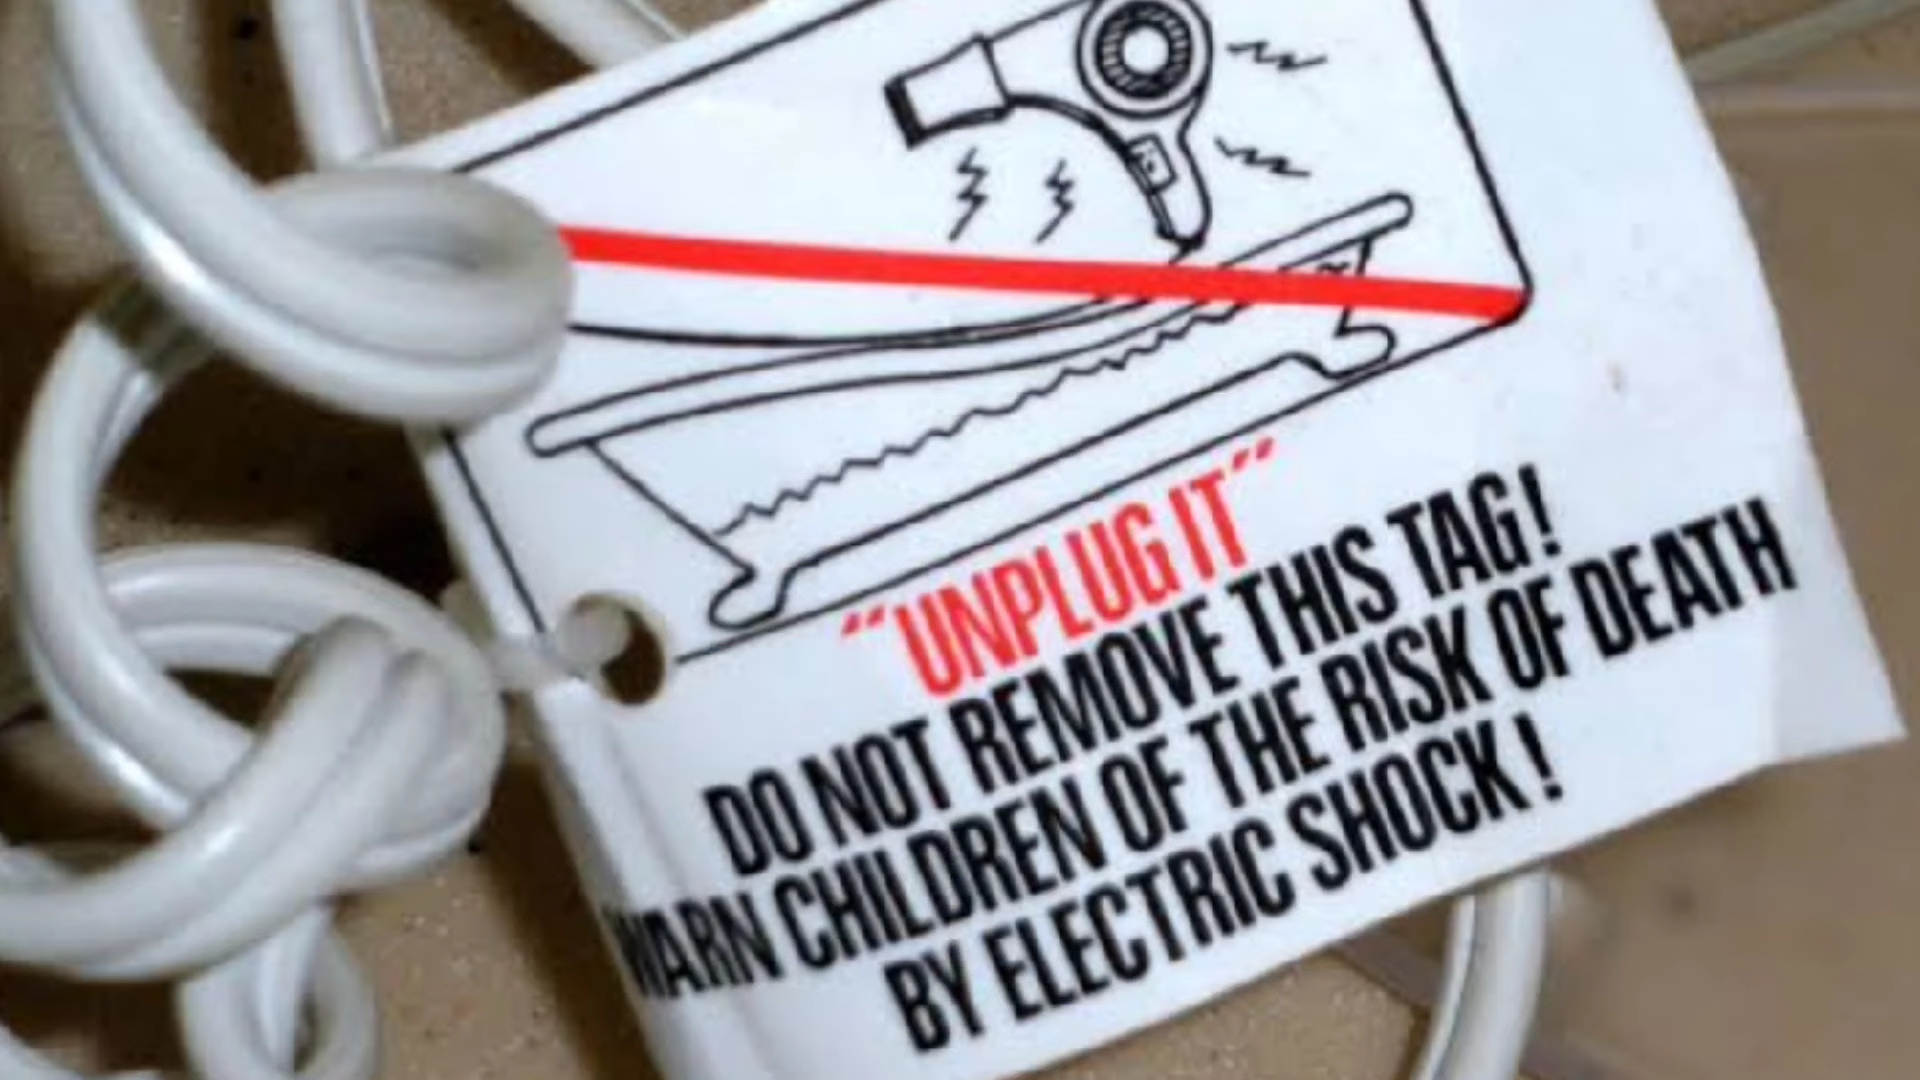 "UNPLUG IT"
DO NOT REMOVE THIS TAG!
WARN CHILDREN OF THE RISK OF DEATH
BY ELECTRIC SHOCK!